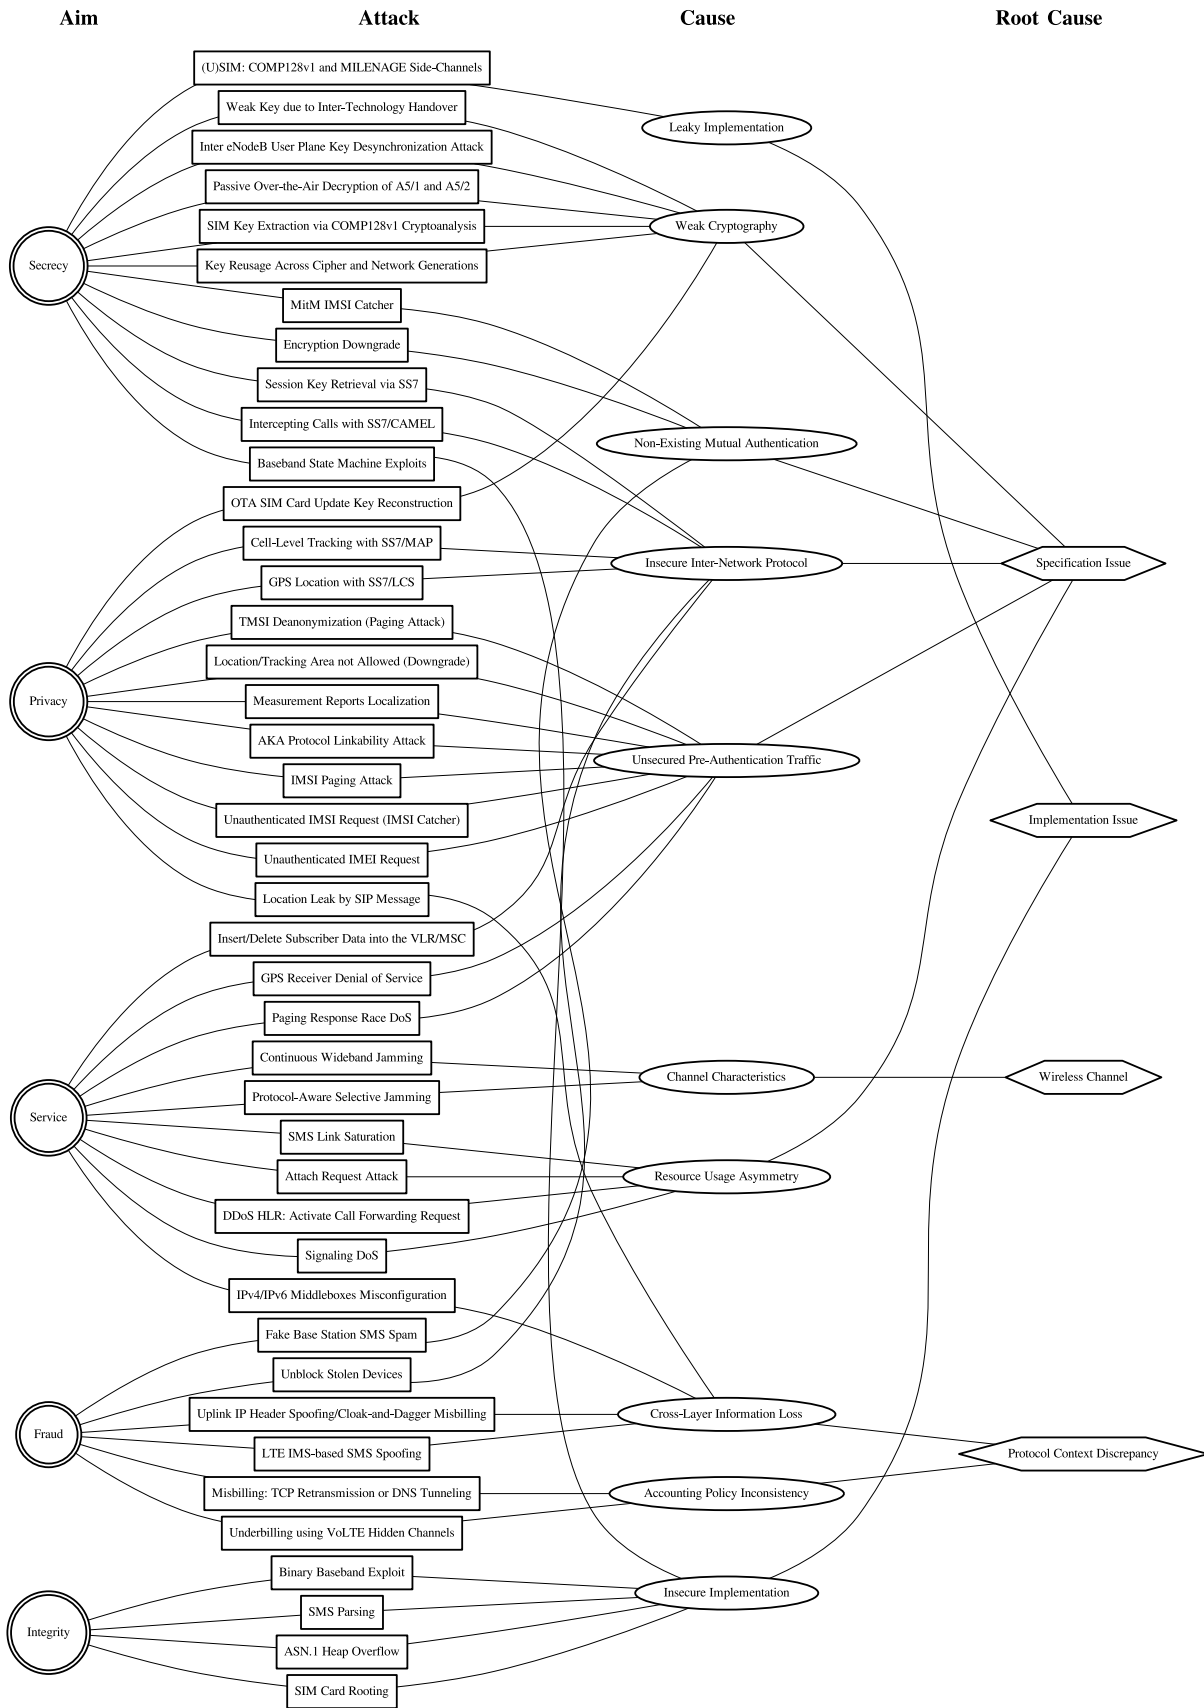 Aim Attack Cause Root Cause
(U)SIM: COMP128v1 and MILENAGE Side-Channels
Weak Key due to Inter-Technology Handover
Leaky Implementation
Inter eNodeB User Plane Key Desynchronization Attack
Passive Over-the-Air Decryption of A5/1 and A5/2
SIM Key Extraction via COMP128v1 Cryptoanalysis
Weak Cryptography
Secrecy
Key Reusage Across Cipher and Network Generations
MitM IMSI Catcher
Encryption Downgrade
Session Key Retrieval via SS7
Intercepting Calls with SS7/CAMEL
Non-Existing Mutual Authentication
Baseband State Machine Exploits
OTA SIM Card Update Key Reconstruction
Cell-Level Tracking with SS7/MAP
Insecure Inter-Network Protocol
Specification Issue
GPS Location with SS7/LCS
TMSI Deanonymization (Paging Attack)
Location/Tracking Area not Allowed (Downgrade)
Privacy
Measurement Reports Localization
AKA Protocol Linkability Attack
Unsecured Pre-Authentication Traffic
IMSI Paging Attack
Unauthenticated IMSI Request (IMSI Catcher)
Implementation Issue
Unauthenticated IMEI Request
Location Leak by SIP Message
Insert/Delete Subscriber Data into the VLR/MSC
GPS Receiver Denial of Service
Paging Response Race DoS
Continuous Wideband Jamming
Channel Characteristics
Wireless Channel
Protocol-Aware Selective Jamming
Service
SMS Link Saturation
Attach Request Attack
Resource Usage Asymmetry
DDoS HLR: Activate Call Forwarding Request
Signaling DoS
IPv4/IPv6 Middleboxes Misconfiguration
Fake Base Station SMS Spam
Unblock Stolen Devices
Uplink IP Header Spoofing/Cloak-and-Dagger Misbilling
Cross-Layer Information Loss
Fraud
LTE IMS-based SMS Spoofing
Protocol Context Discrepancy
Misbilling: TCP Retransmission or DNS Tunneling
Accounting Policy Inconsistency
Underbilling using VoLTE Hidden Channels
Binary Baseband Exploit
Insecure Implementation
SMS Parsing
Integrity
ASN.1 Heap Overflow
SIM Card Rooting